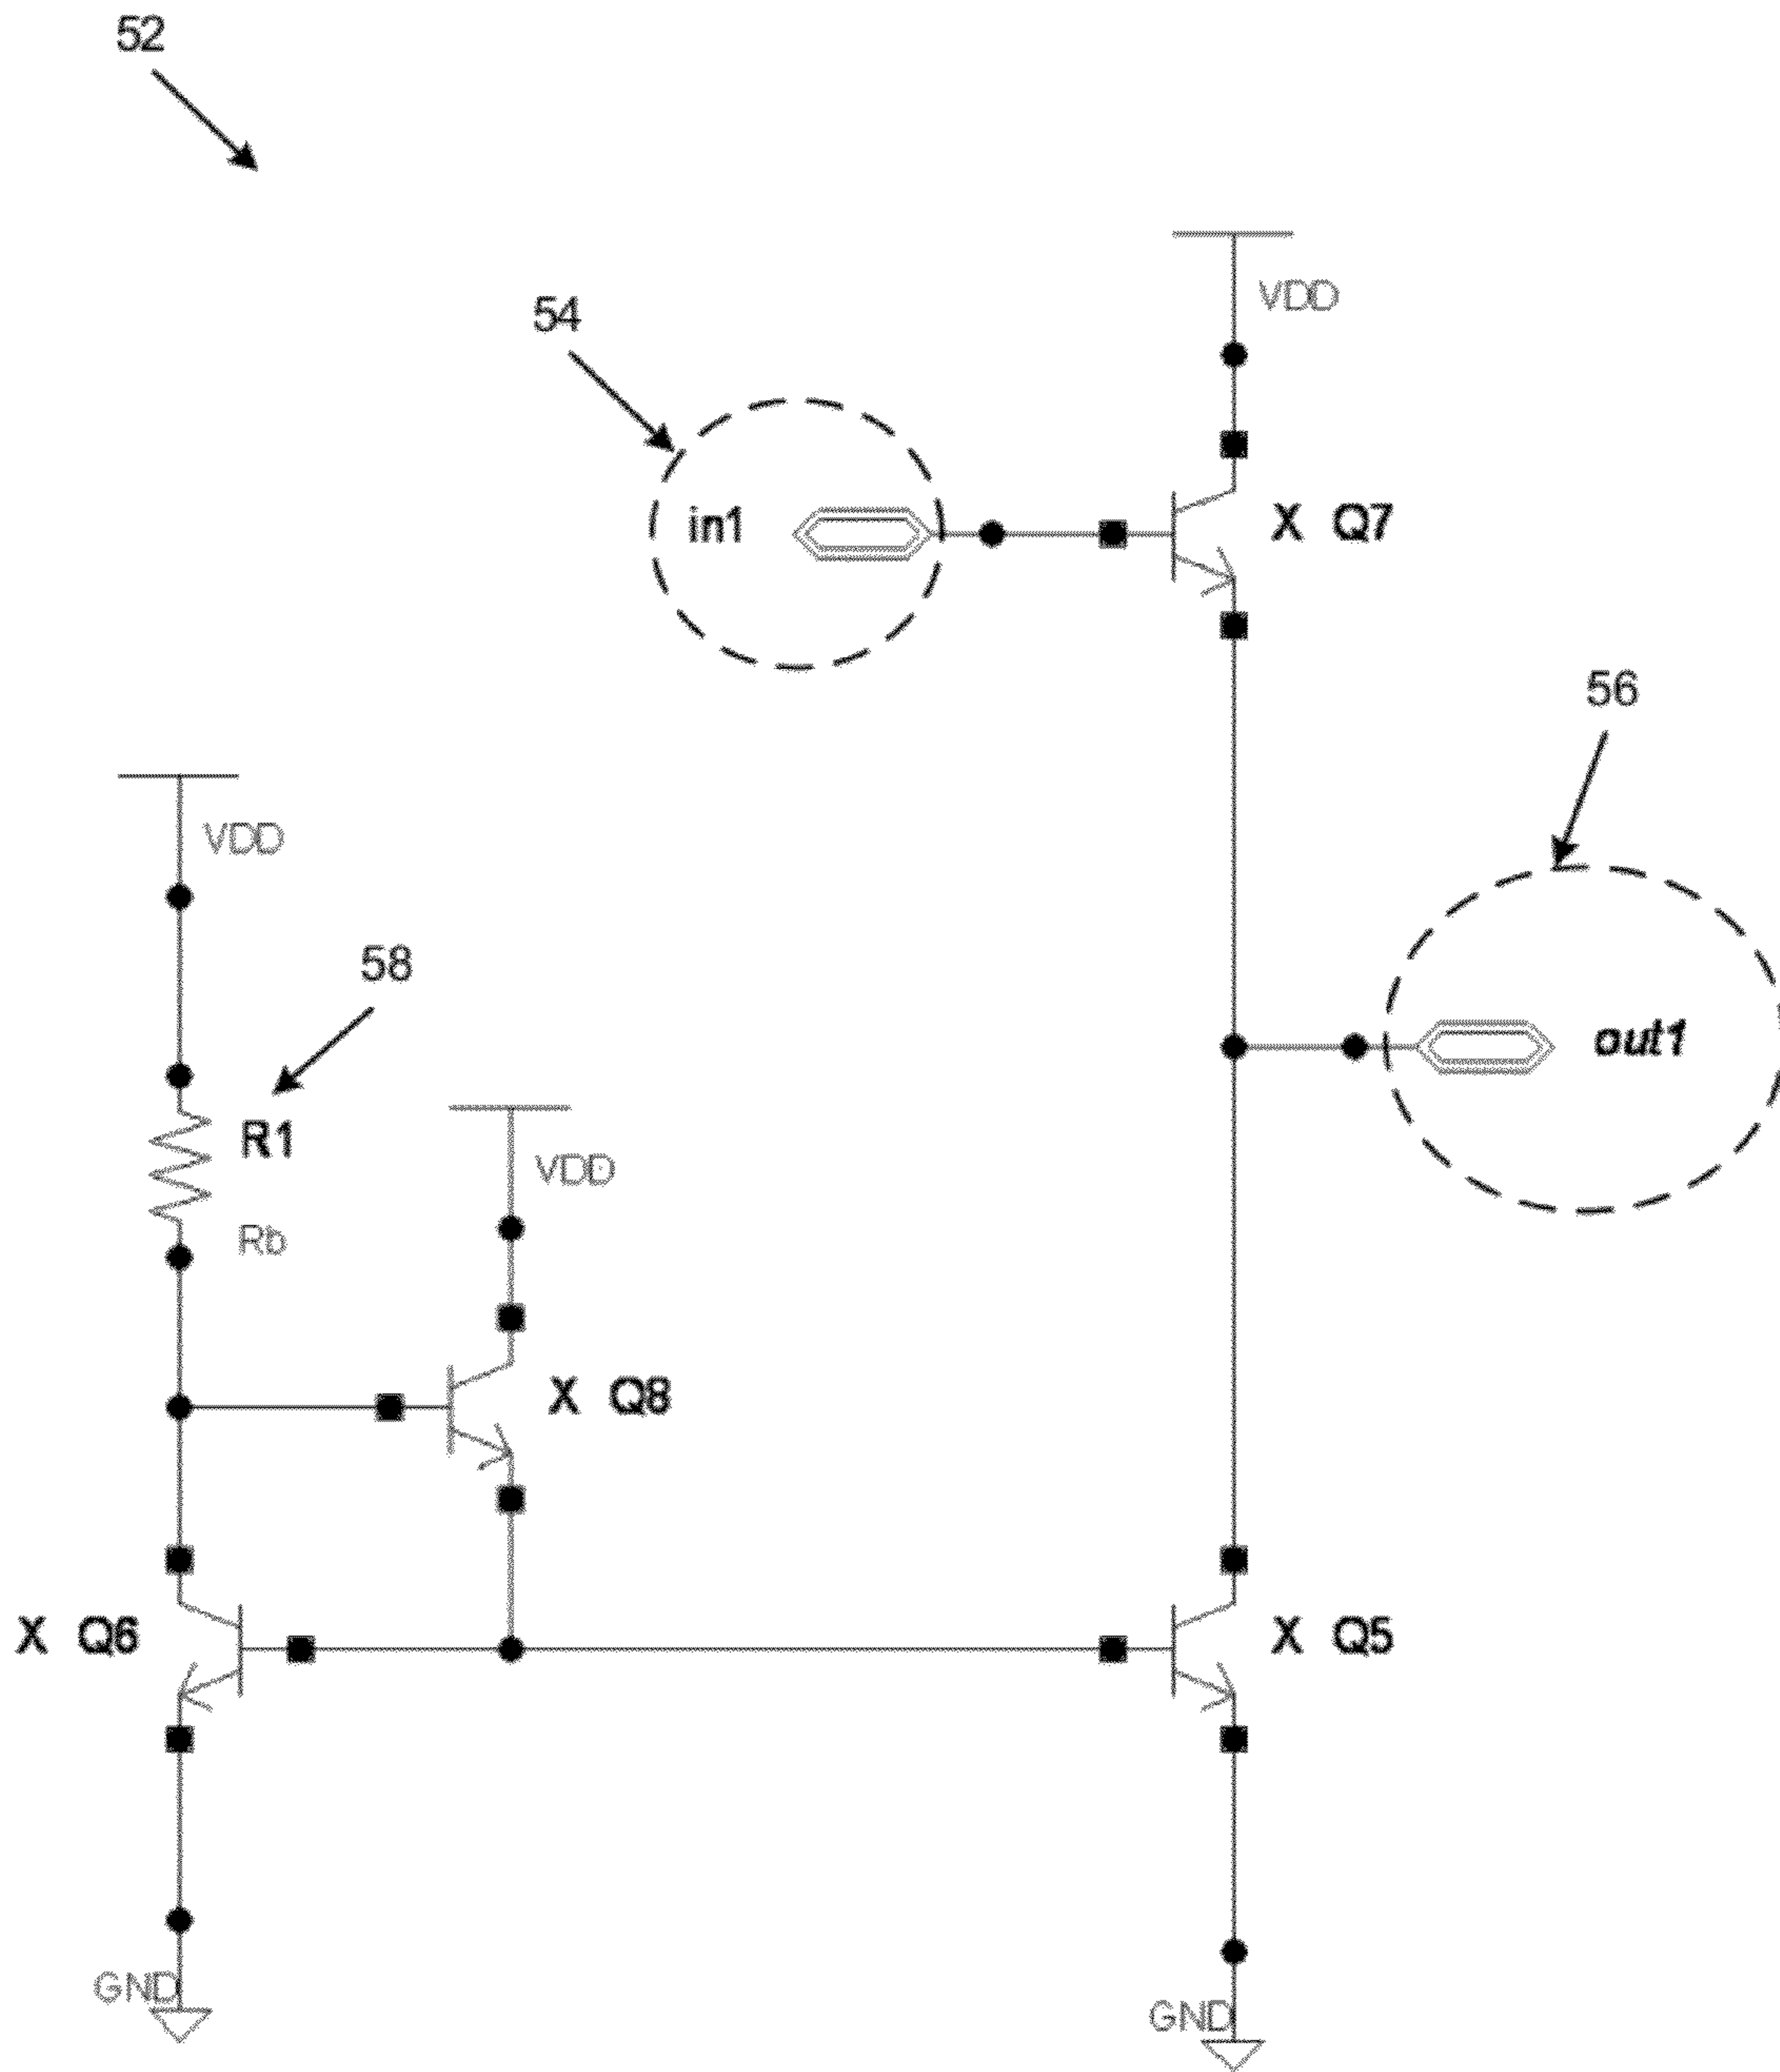 52
VDD
54
in1
X Q7
56
VDD
58
out1
R1
VDD
Rb
X Q8
X Q6
X Q5
GND
GND